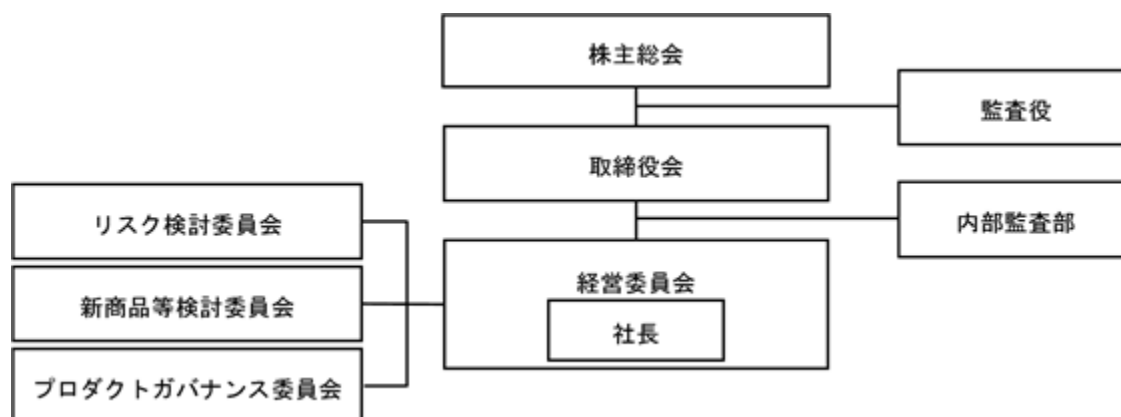 株主総会
監査役
取締役会
リスク検討委員会
内部監査部
経営委員会
新商品等検討委員会
社長
プロダクトガバナンス委員会